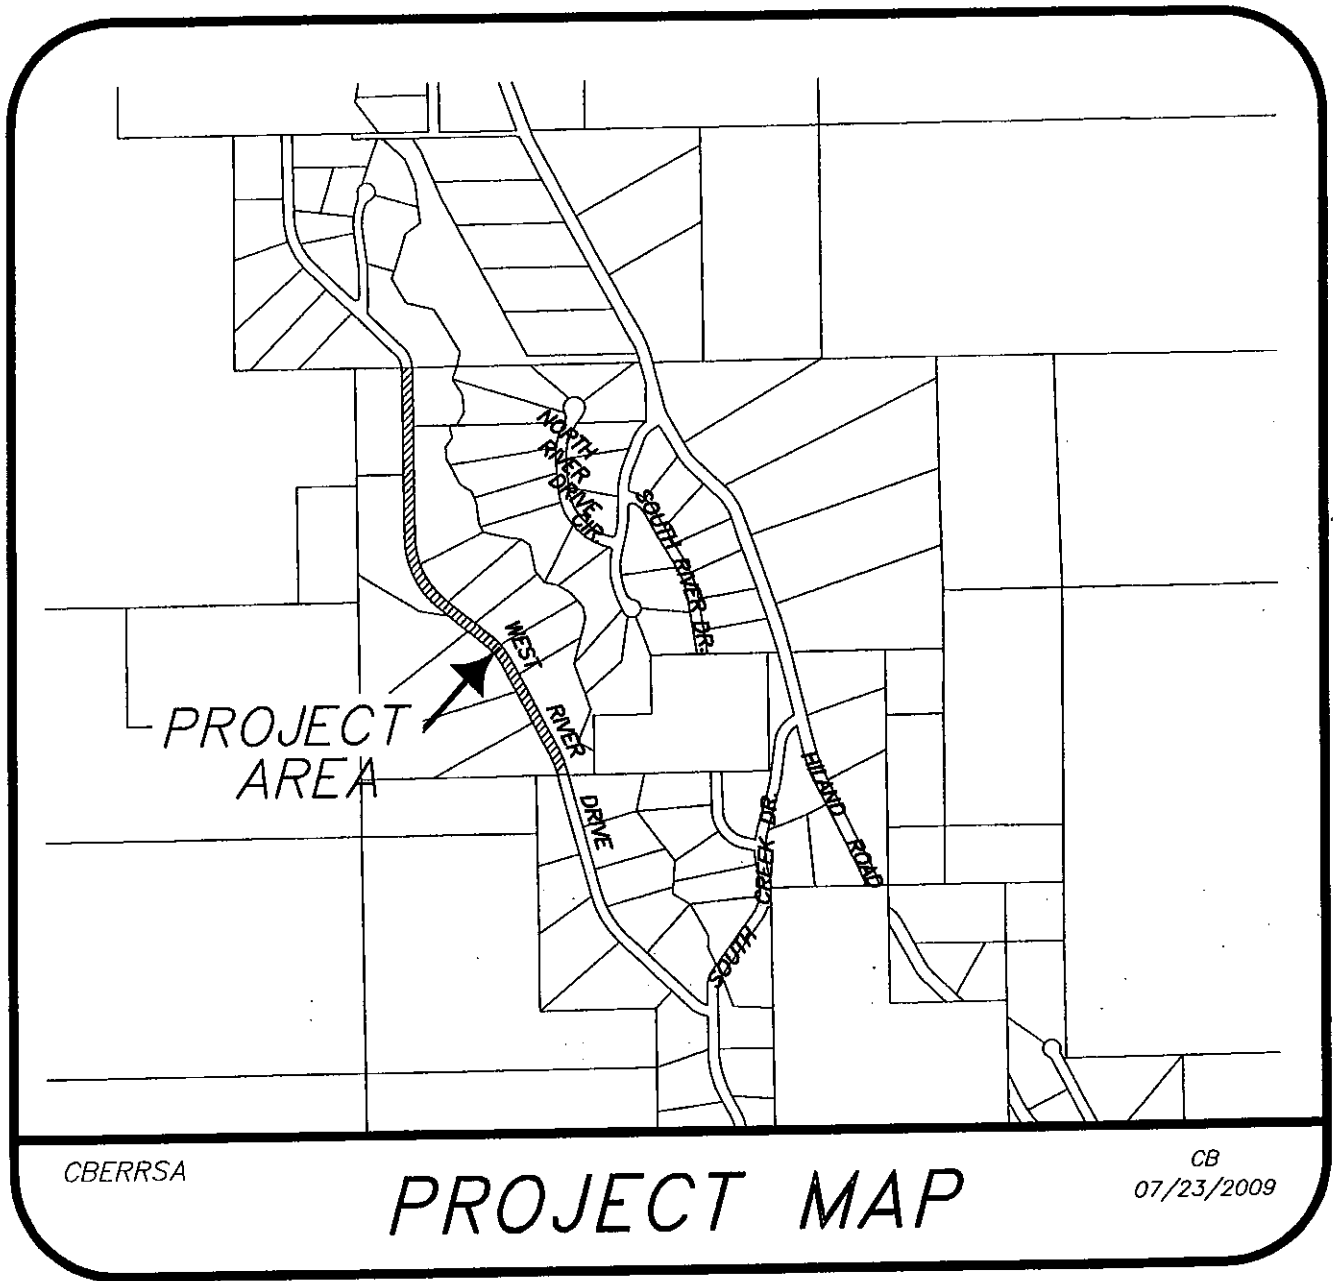 NORTH
RIVER
DRIVE
CIR.
SOUTH RIVER DR.
WEST
RIVER
DRIVE
PROJECT
AREA
HILAND ROAD
SOUTH CREEK DR.
CBERRSA
PROJECT MAP
CB
07/23/2009